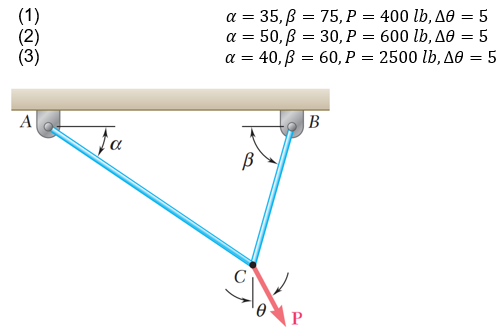 (1) α = 35, β = 75, P = 400 lb, Δθ = 5
(2) α = 50, β = 30, P = 600 lb, Δθ = 5
(3) α = 40, β = 60, P = 2500 lb, Δθ = 5
A α B
β
C
θ P